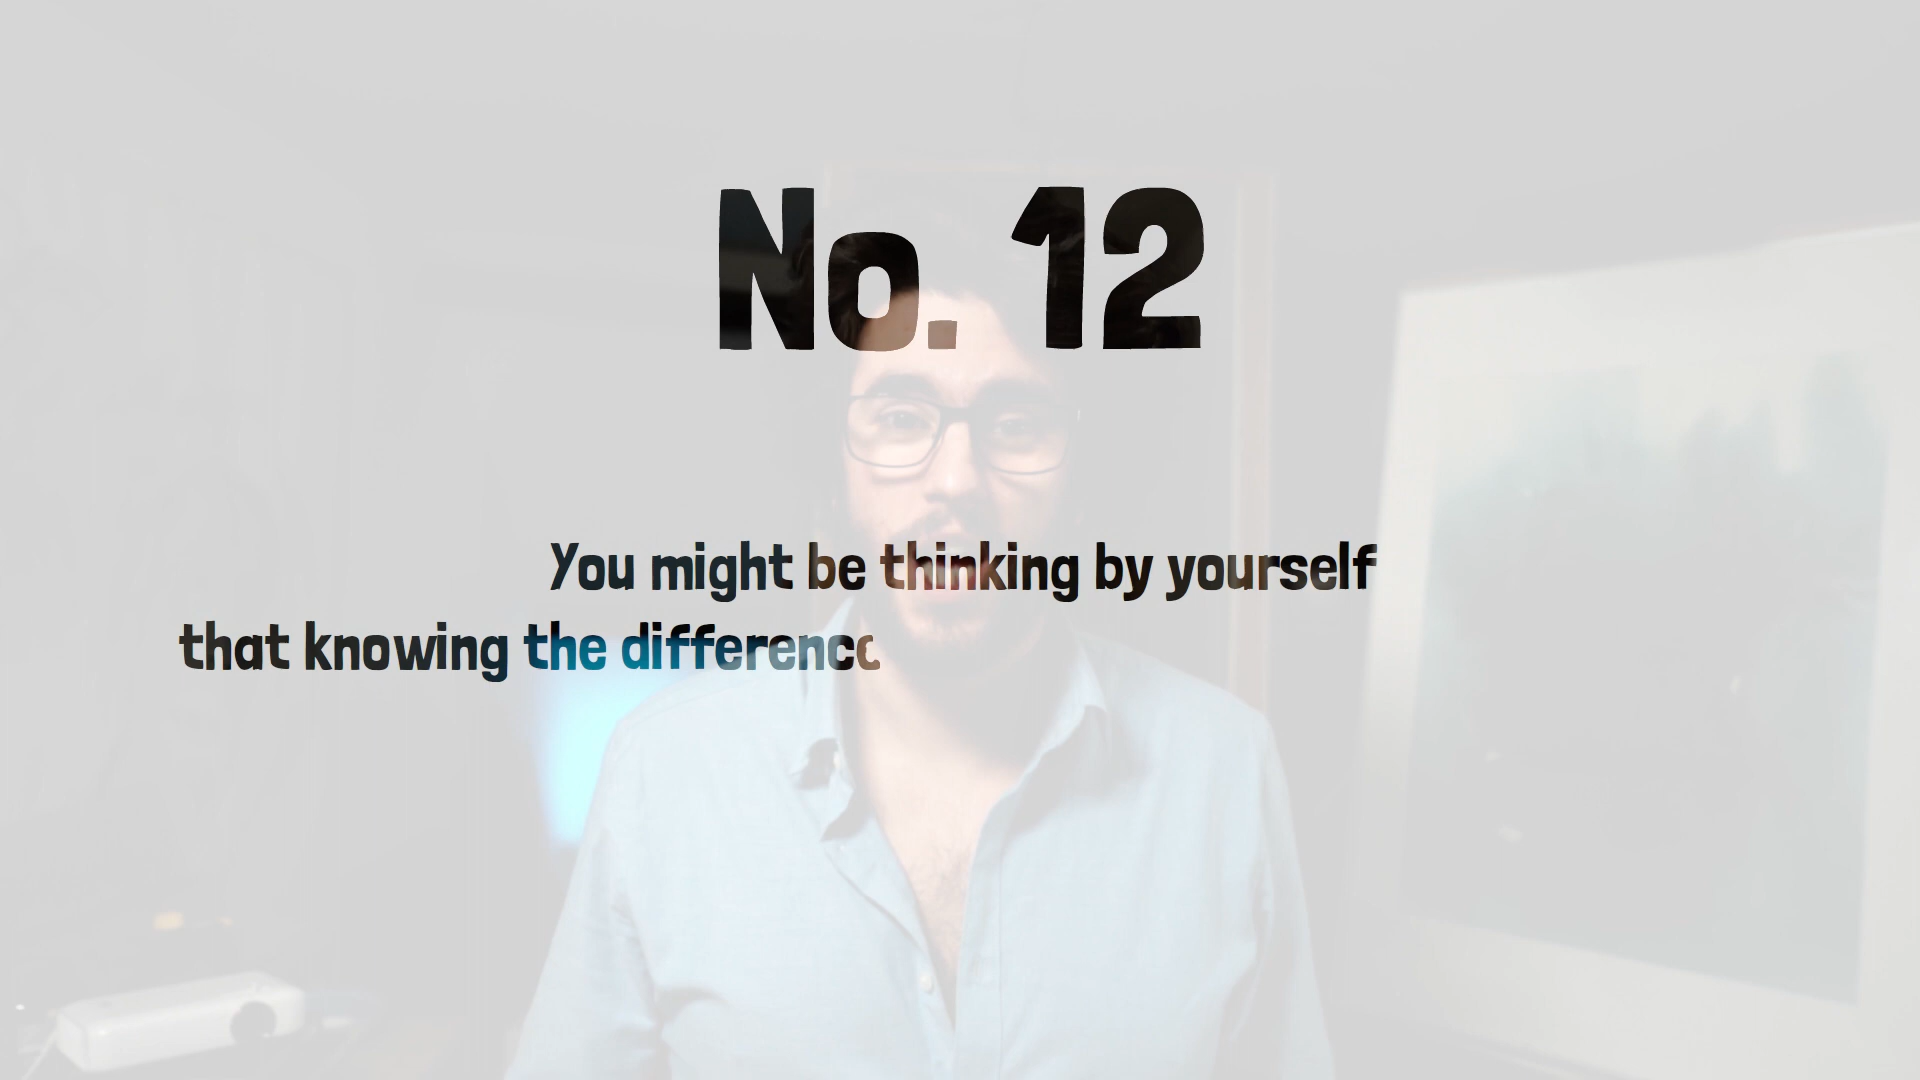 No. 12
You might be thinking by yourself
that knowing the differenc